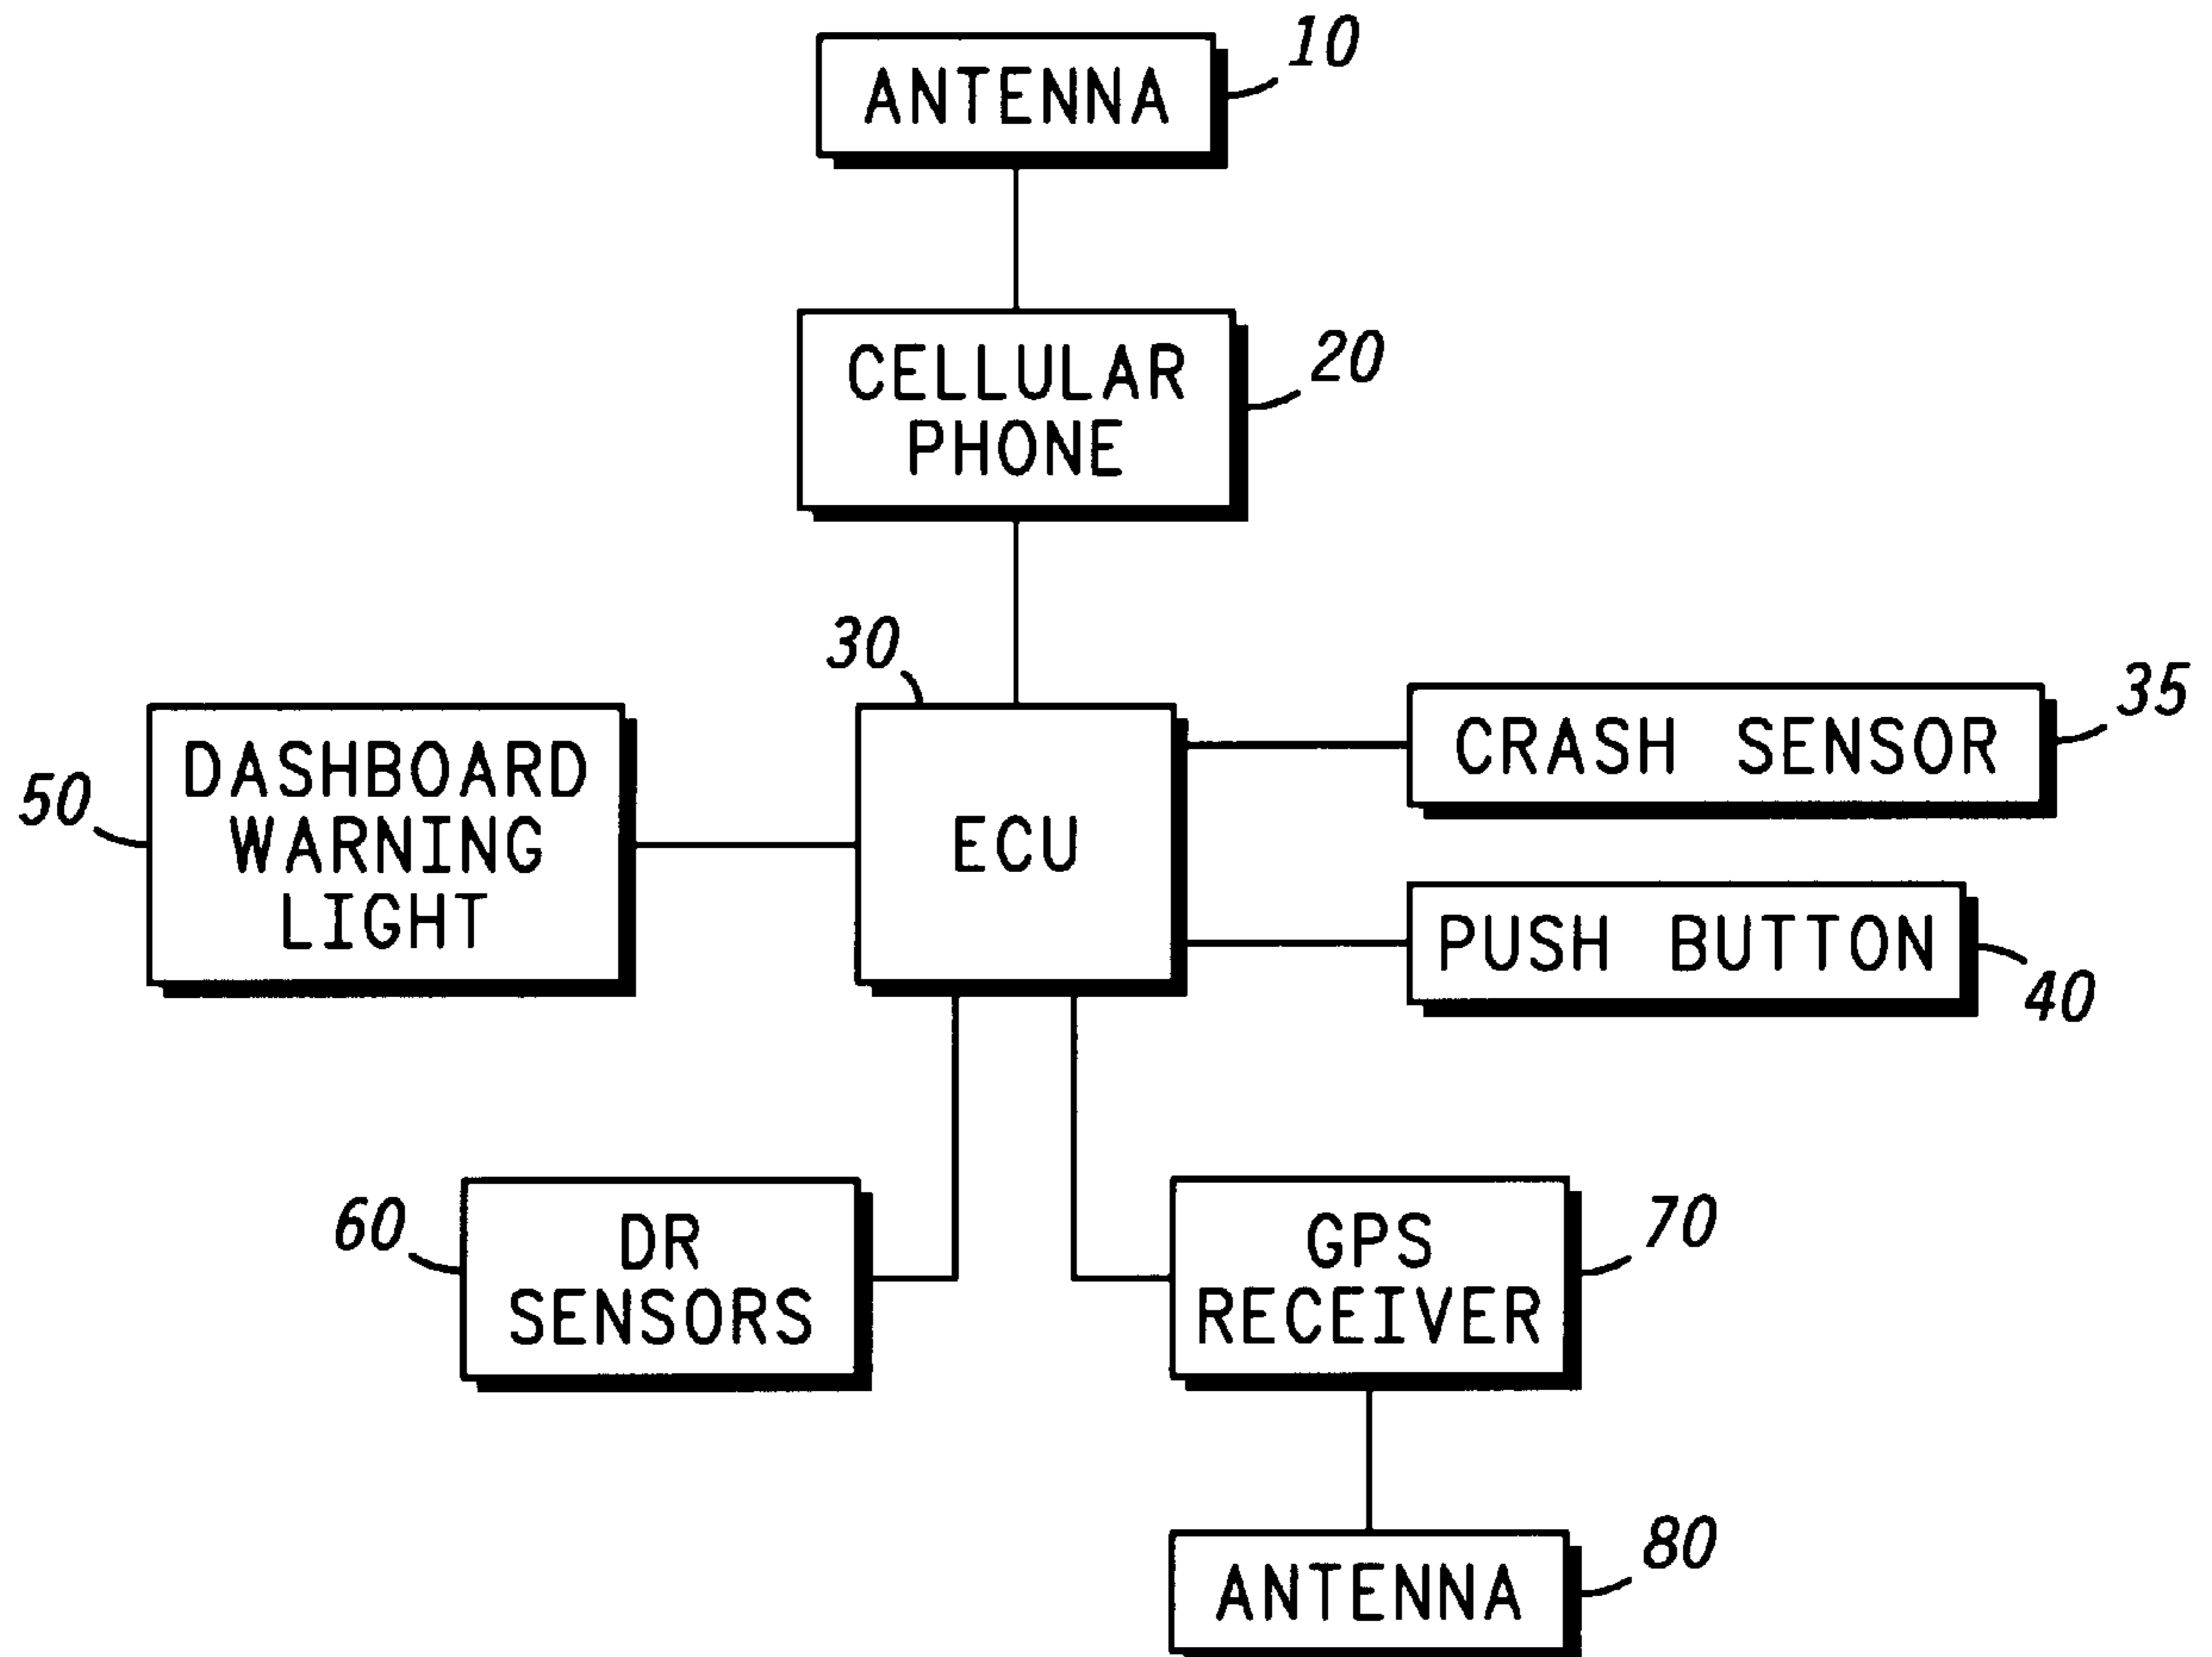 10
ANTENNA
CELLULAR
PHONE
20
30
ECU
35
CRASH SENSOR
PUSH BUTTON
40
50
DASHBOARD
WARNING
LIGHT
60
DR
SENSORS
GPS
RECEIVER
70
80
ANTENNA